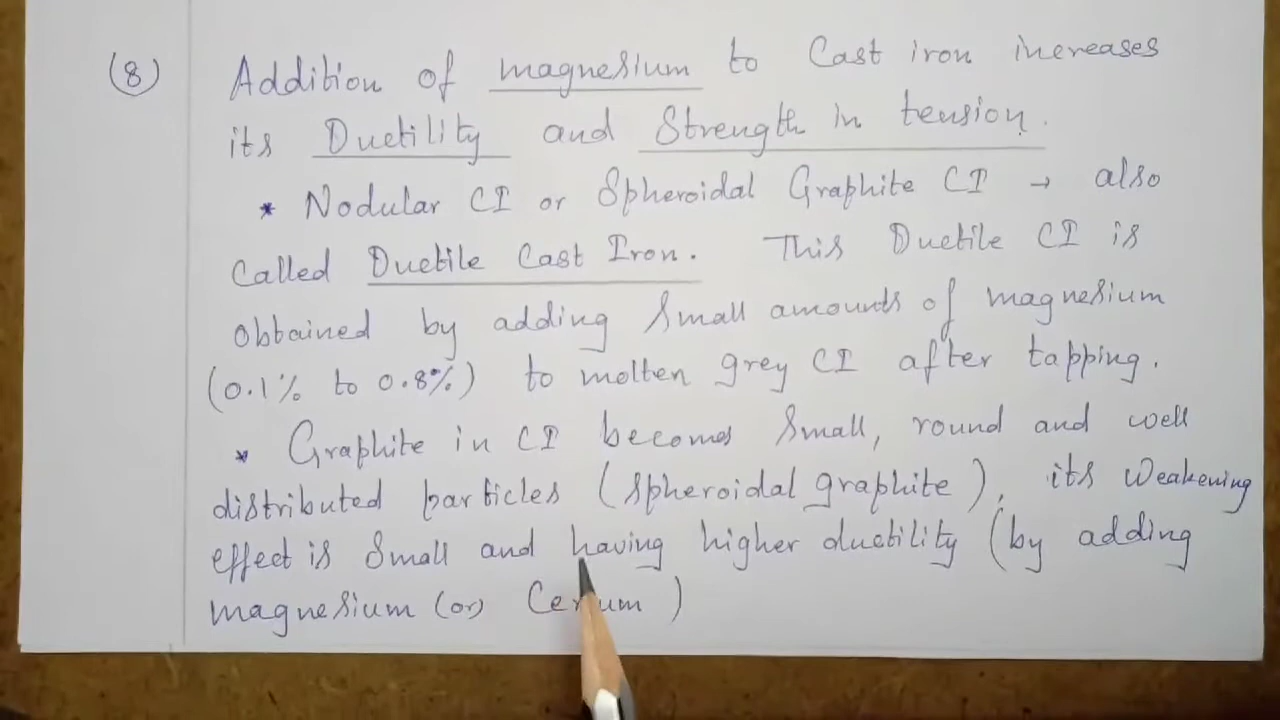 (8) Addition of magnesium to Cast iron increases
its Ductility and Strength in tension.
* Nodular CI or Spheroidal Graphite CI → also
Called Ductile Cast Iron. This Ductile CI is
obtained by adding small amounts of magnesium
(0.1% to 0.8%) to molten grey CI after tapping.
* Graphite in CI becomes small, round and well
distributed particles (spheroidal graphite), its weakening
effect is small and having higher ductility (by adding
magnesium (or) Cerium)